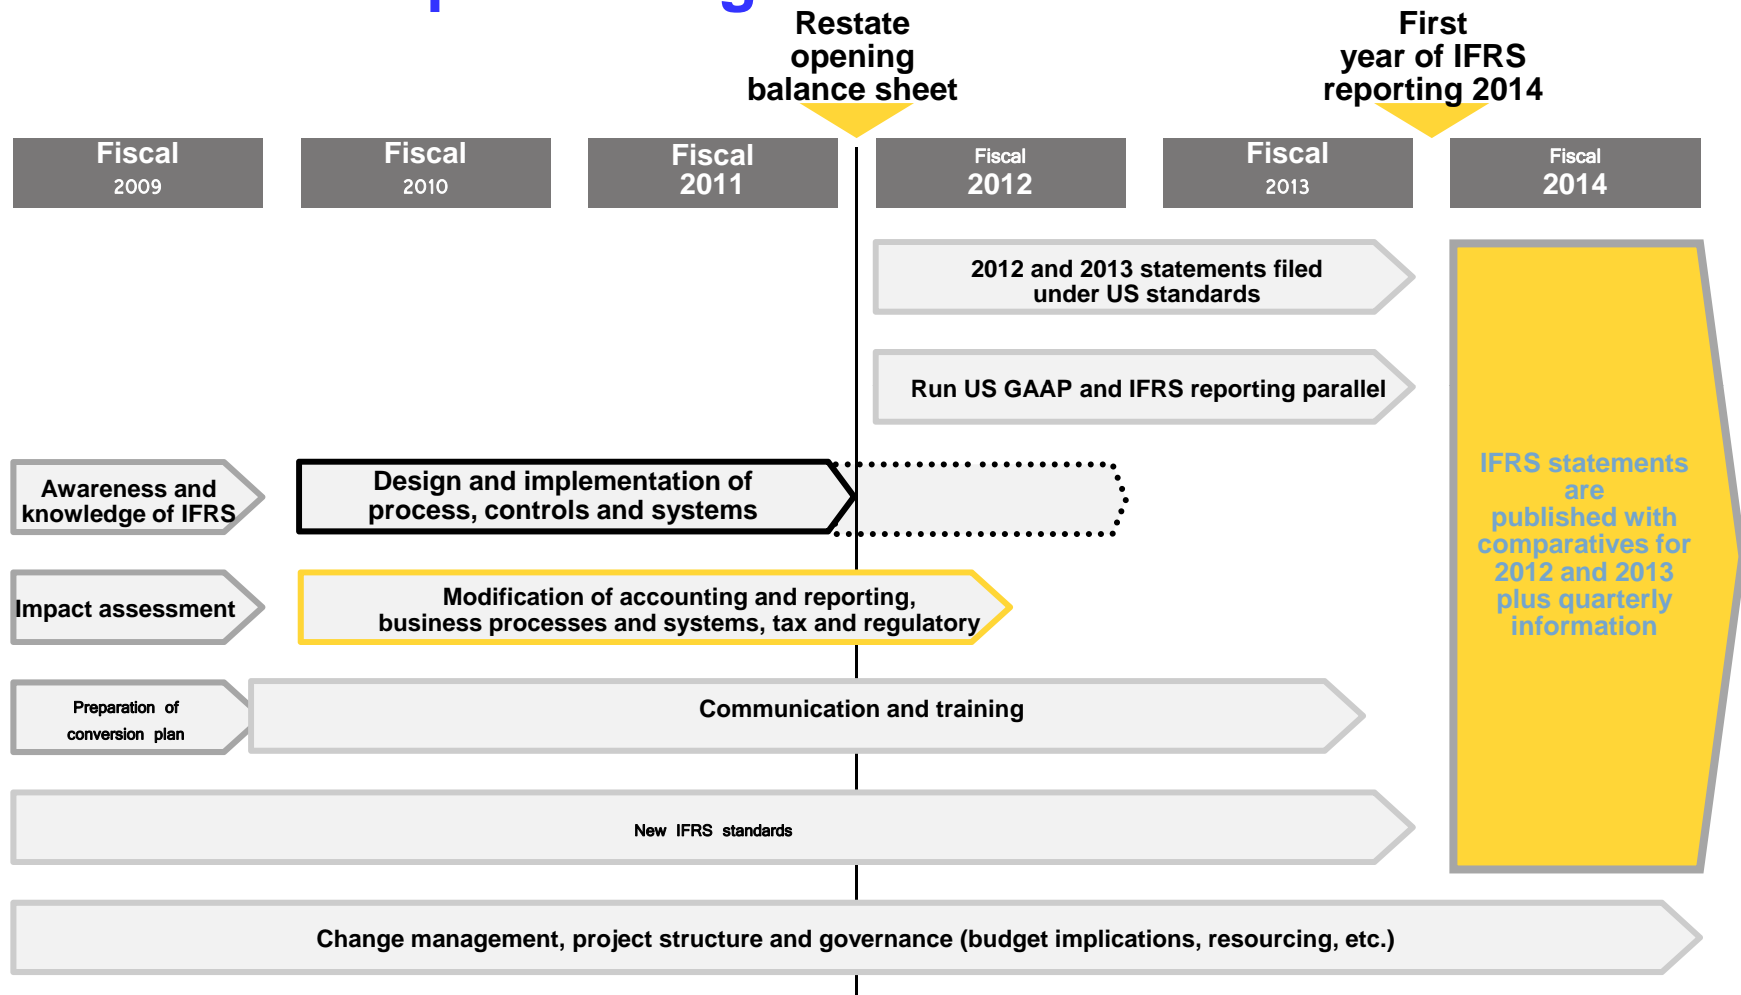 Restate
opening
balance sheet
First
year of IFRS
reporting 2014
Fiscal
2009
Fiscal
2010
Fiscal
2011
Fiscal
2012
Fiscal
2013
Fiscal
2014
2012 and 2013 statements filed
under US standards
Run US GAAP and IFRS reporting parallel
Awareness and
knowledge of IFRS
Design and implementation of
process, controls and systems
IFRS statements
are
published with
comparatives for
2012 and 2013
plus quarterly
information
Impact assessment
Modification of accounting and reporting,
business processes and systems, tax and regulatory
Preparation of
conversion plan
Communication and training
New IFRS standards
Change management, project structure and governance (budget implications, resourcing, etc.)